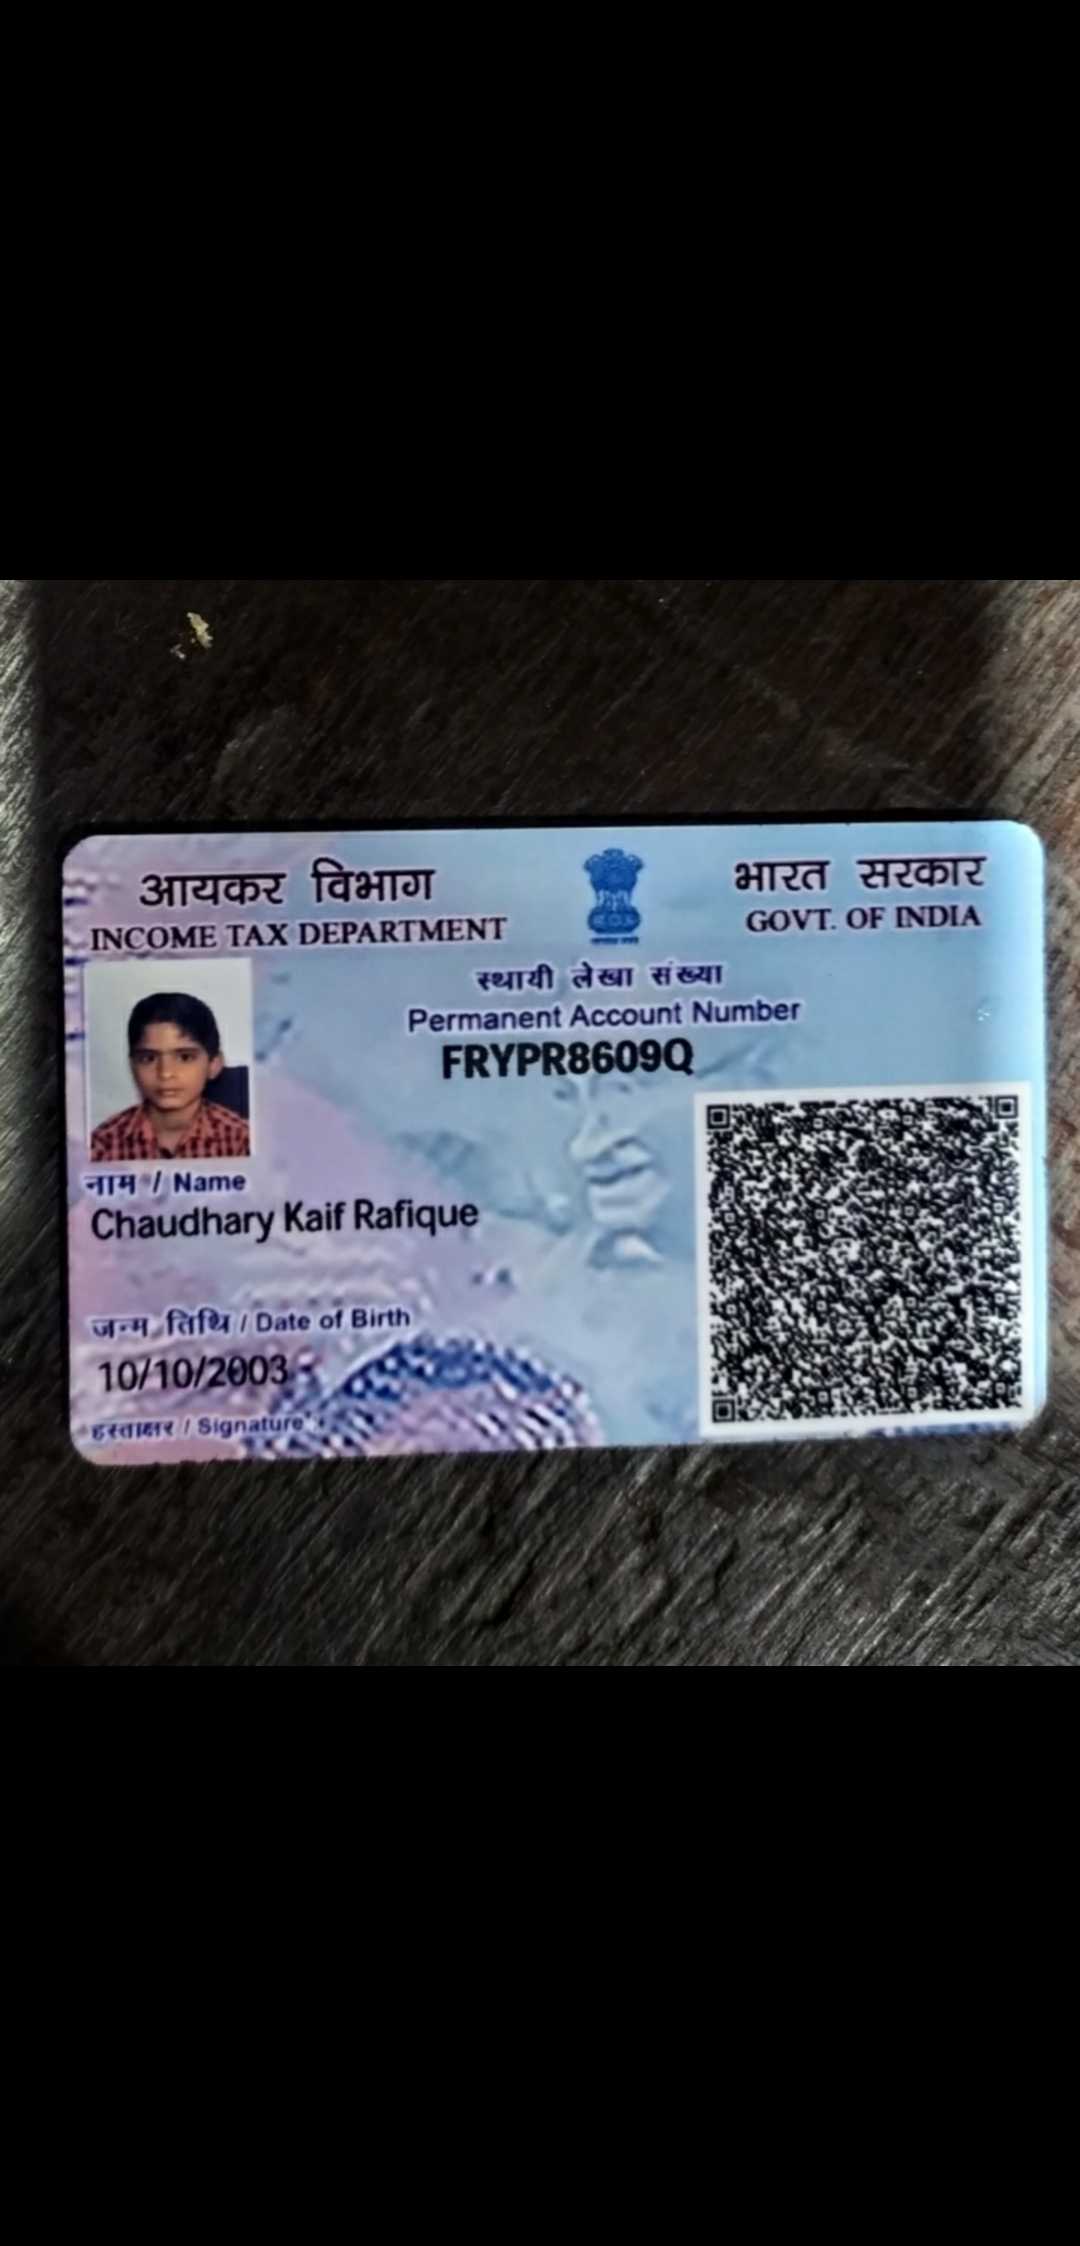 आयकर विभाग
INCOME TAX DEPARTMENT
भारत सरकार
GOVT. OF INDIA
स्थायी लेखा संख्या
Permanent Account Number
FRYPR8609Q
नाम / Name
Chaudhary Kaif Rafique
जन्म तिथि / Date of Birth
10/10/2003
हस्ताक्षर / Signature